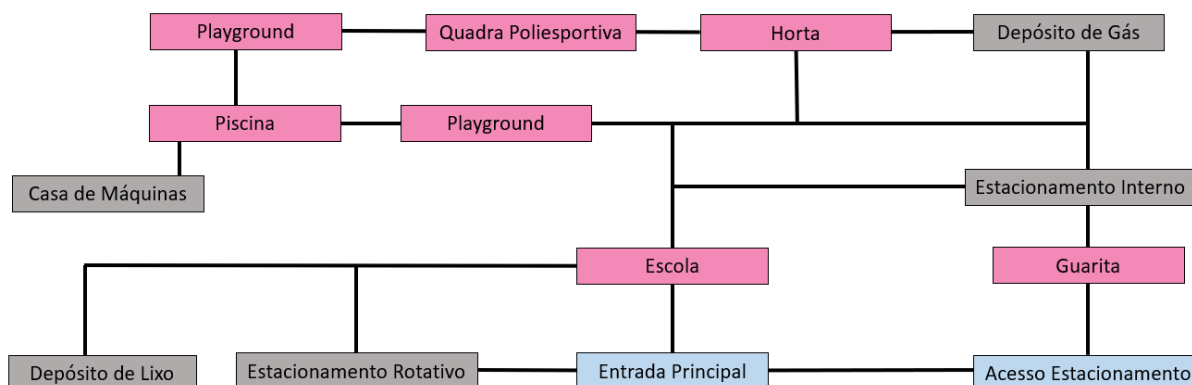 Playground
Quadra Poliesportiva
Horta
Depósito de Gás
Piscina
Playground
Casa de Máquinas
Estacionamento Interno
Escola
Guarita
Depósito de Lixo
Estacionamento Rotativo
Entrada Principal
Acesso Estacionamento